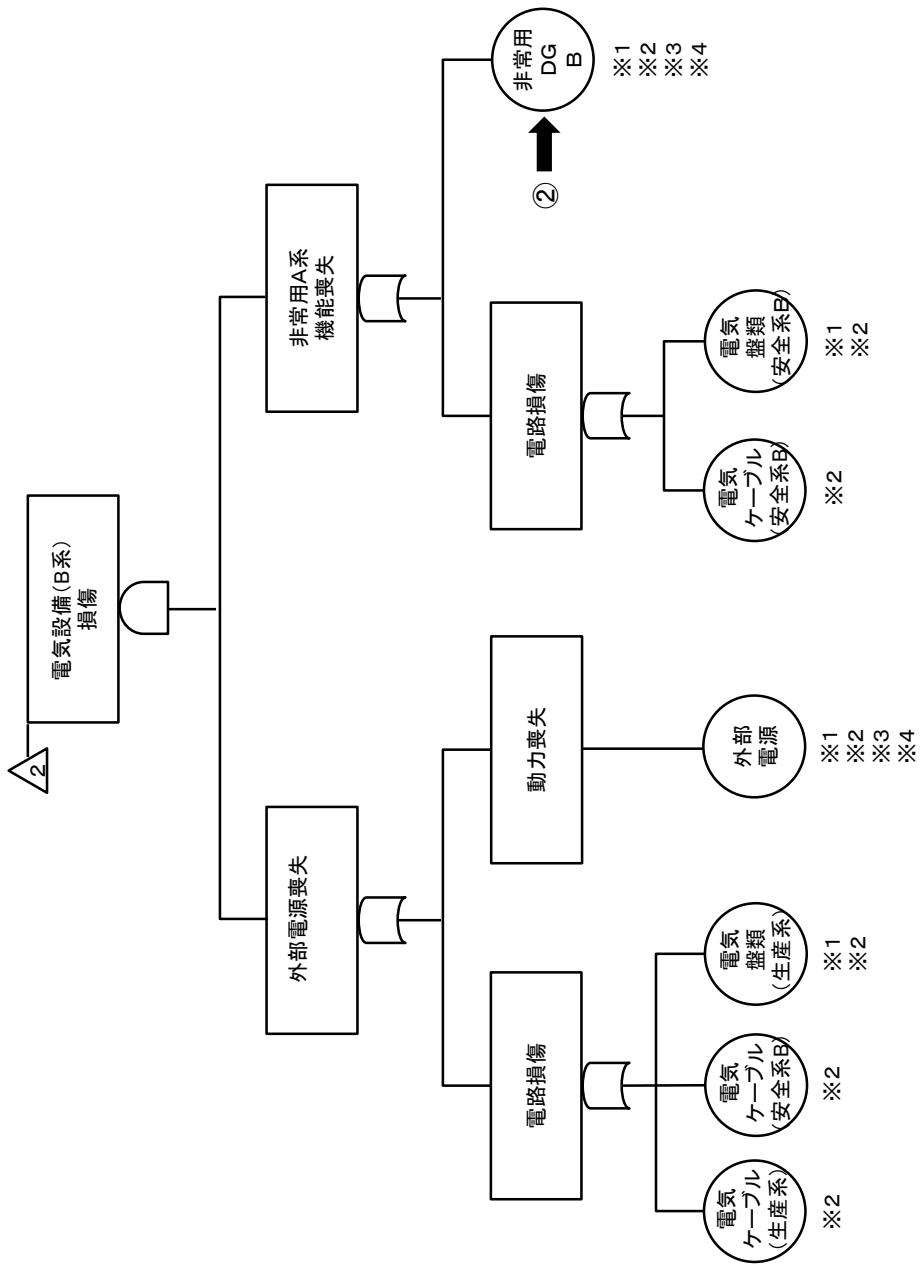 2
電気設備(B系)
損傷
外部電源喪失
非常用A系
機能喪失
電路損傷
動力喪失
電路損傷
非常用
DG
B
②
※1
※2
※3
※4
電気
ケーブル
(生産系)
※2
電気
ケーブル
(安全系B)
※2
電気
盤類
(生産系)
※1
※2
外部
電源
※1
※2
※3
※4
電気
ケーブル
(安全系B)
※2
電気
盤類
(安全系B)
※1
※2